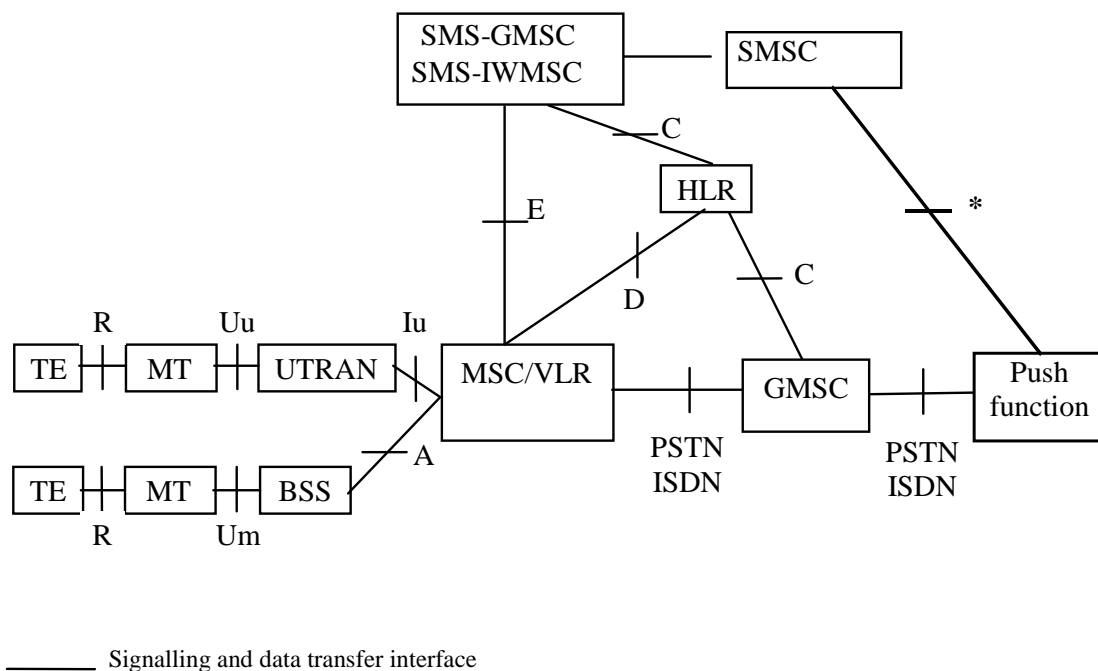 SMS-GMSC
SMS-IWMSC
SMSC
C
HLR
E
*
D
C
R
Uu
Iu
TE
MT
UTRAN
MSC/VLR
GMSC
Push
function
A
PSTN
ISDN
PSTN
ISDN
TE
MT
BSS
R
Um
Signalling and data transfer interface